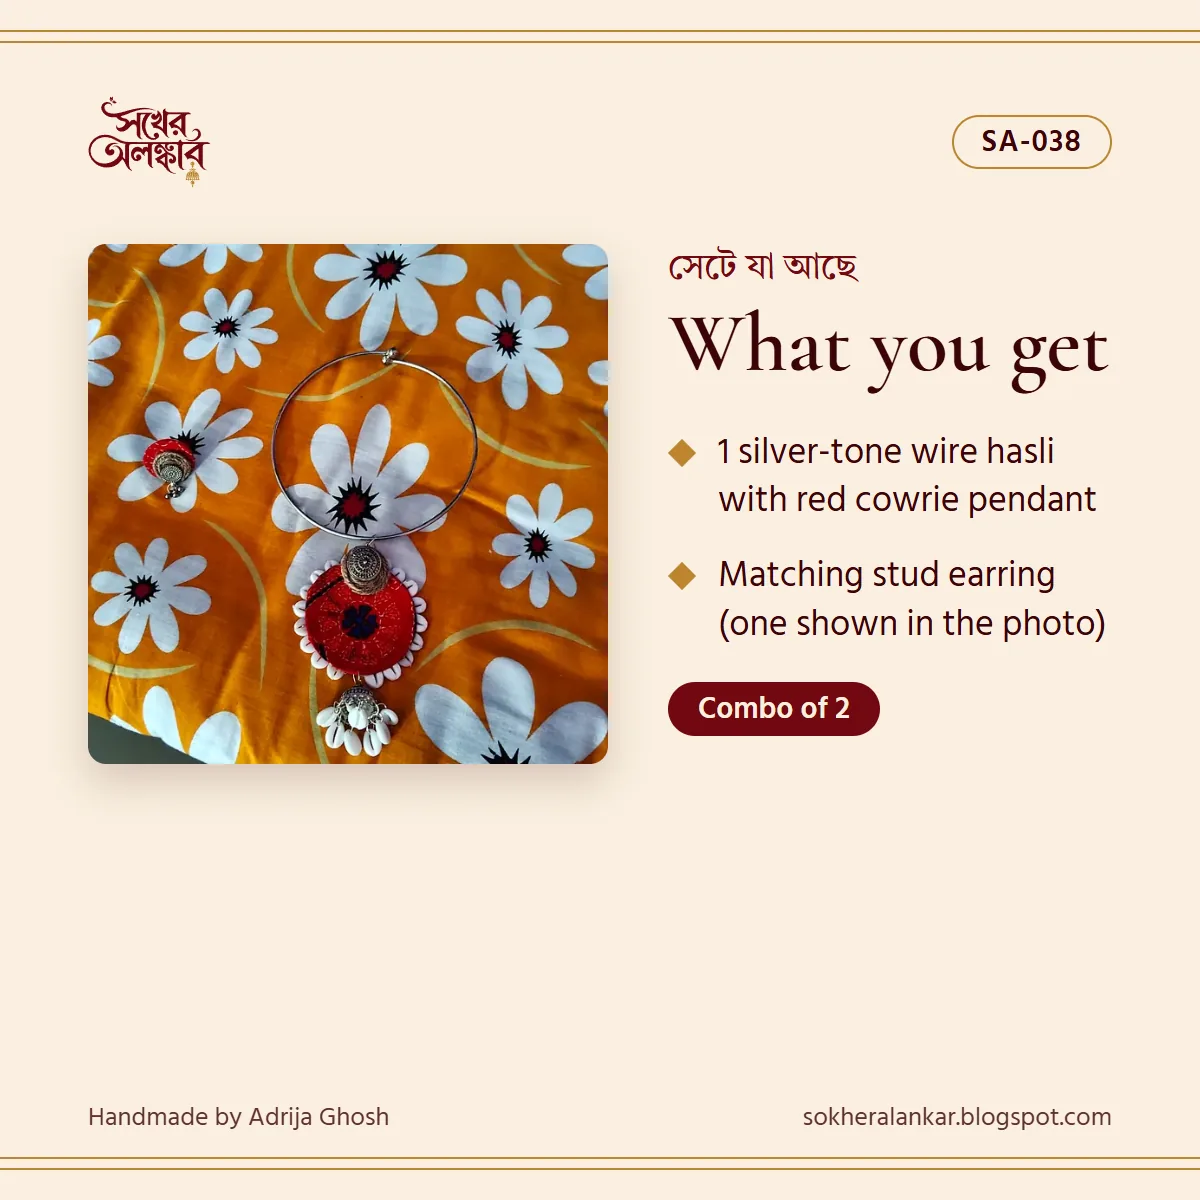 সখের
অলঙ্কার
SA-038
সেটে যা আছে
What you get
1 silver-tone wire hasli
with red cowrie pendant
Matching stud earring
(one shown in the photo)
Combo of 2
Handmade by Adrija Ghosh
sokheralankar.blogspot.com